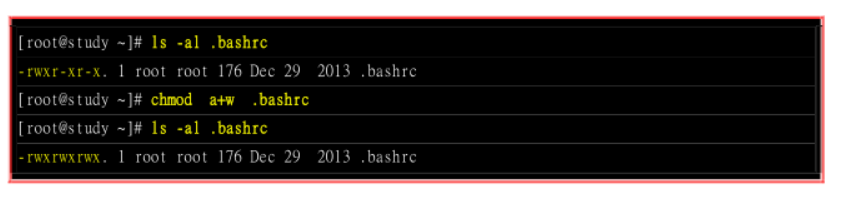 [root@study ~]# ls -al .bashrc
-rwxr-xr-x. 1 root root 176 Dec 29  2013 .bashrc
[root@study ~]# chmod  a+w  .bashrc
[root@study ~]# ls -al .bashrc
-rwxrwxrwx. 1 root root 176 Dec 29  2013 .bashrc